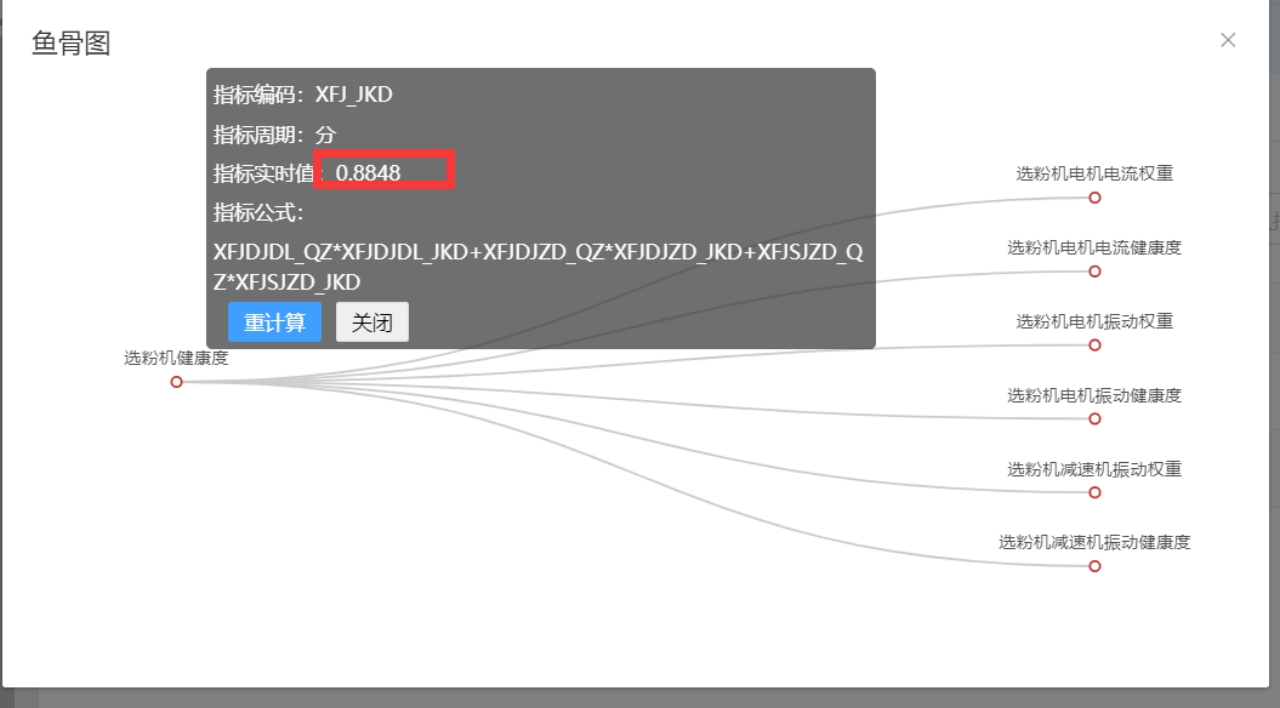 鱼骨图
指标编码：XFJ_JKD
指标周期：分
指标实时值：0.8848
指标公式：
XFJDJDL_QZ*XFJDJDL_JKD+XFJDJZD_QZ*XFJDJZD_JKD+XFJSJZD_Q
Z*XFJSJZD_JKD
重计算 关闭
选粉机健康度
选粉机电机电流权重
选粉机电机电流健康度
选粉机电机振动权重
选粉机电机振动健康度
选粉机减速机振动权重
选粉机减速机振动健康度